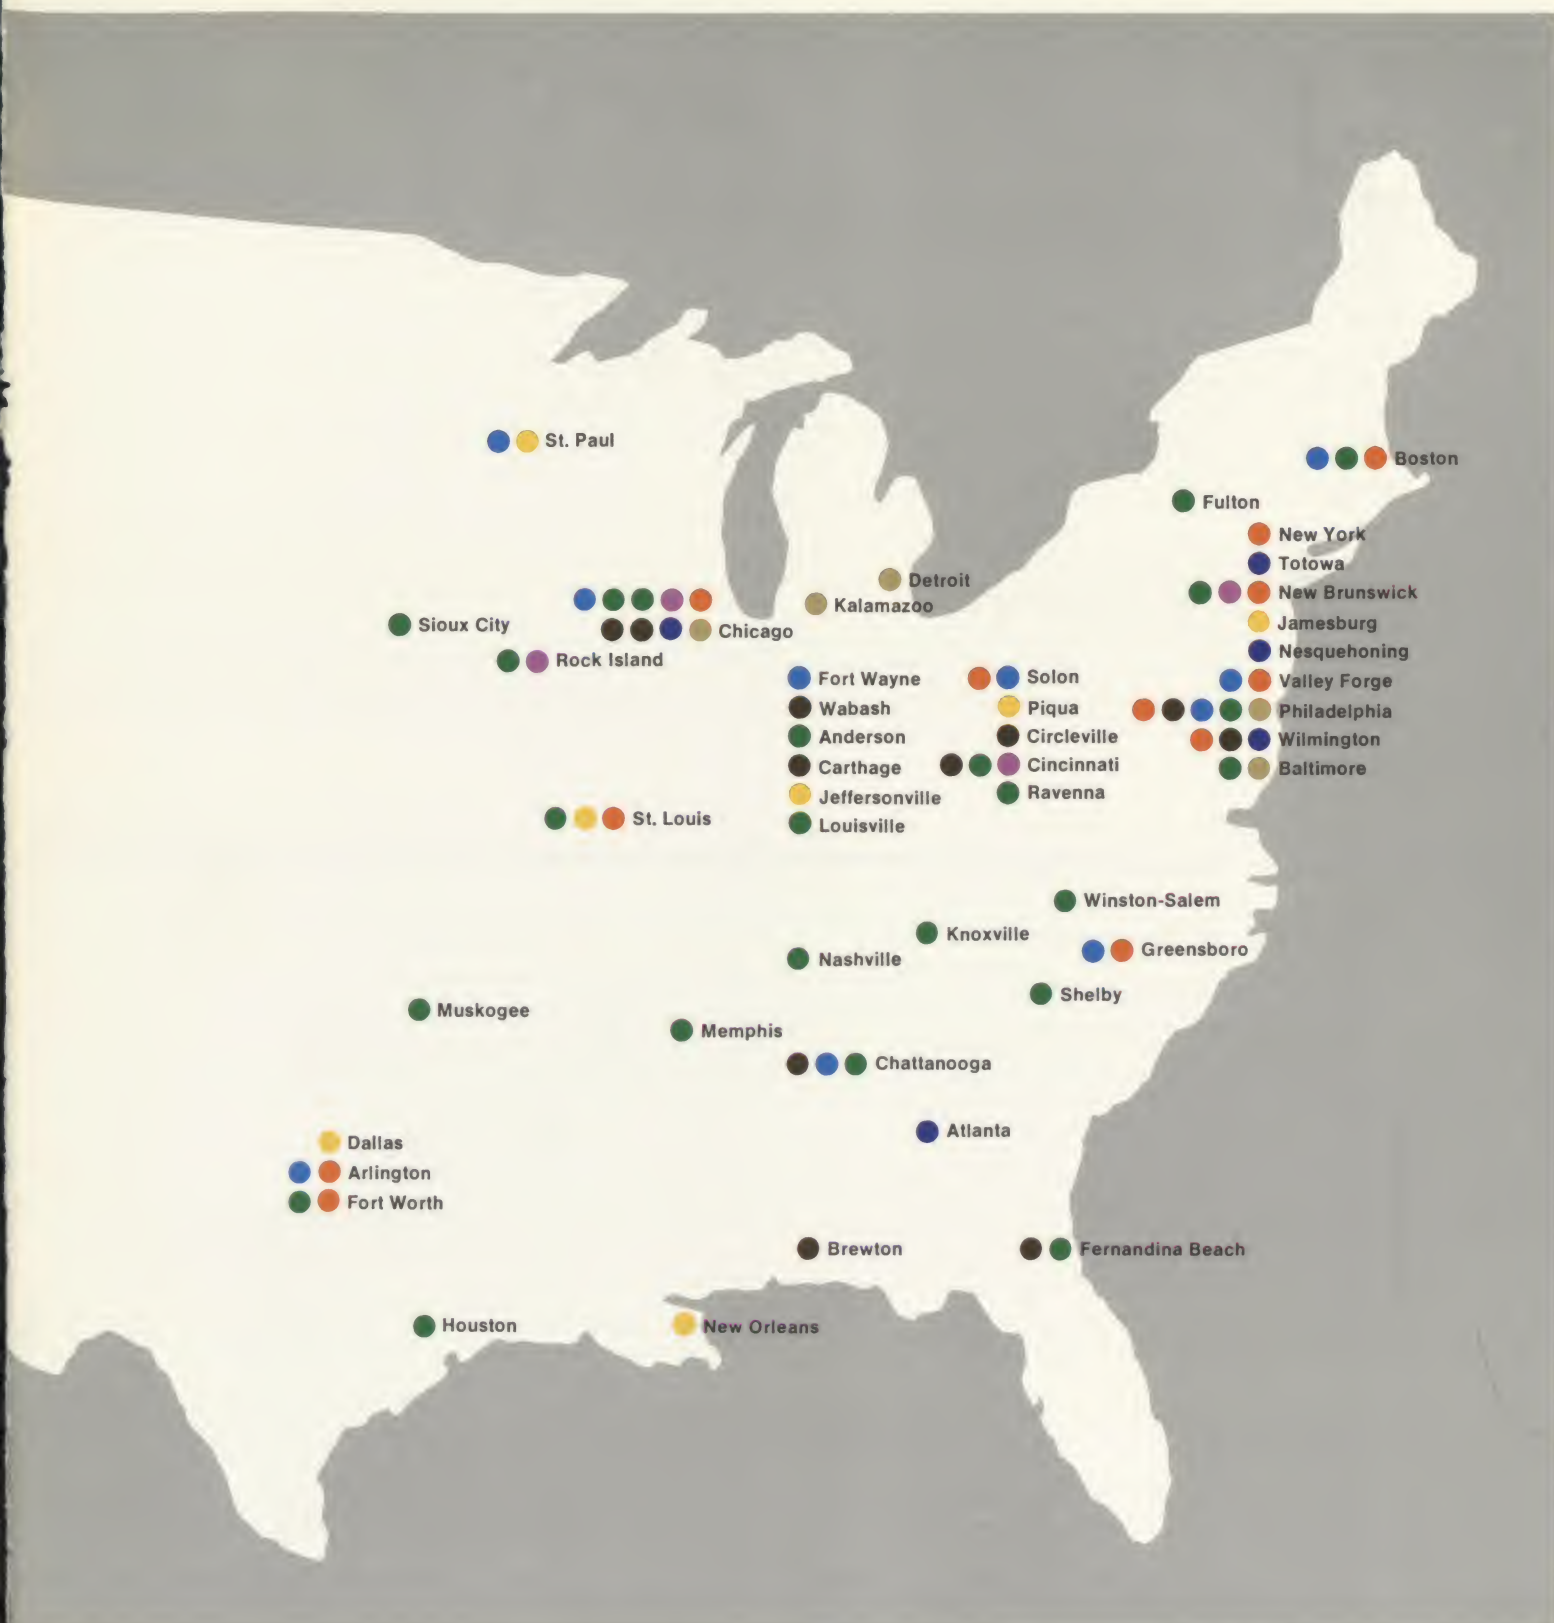 St. Paul
Boston
Fulton
New York
Totowa
New Brunswick
Jamesburg
Nesquehoning
Valley Forge
Philadelphia
Wilmington
Baltimore
Detroit
Kalamazoo
Chicago
Sioux City
Rock Island
Fort Wayne
Wabash
Anderson
Carthage
Jeffersonville
Louisville
Solon
Piqua
Circleville
Cincinnati
Ravenna
St. Louis
Winston-Salem
Knoxville
Greensboro
Nashville
Shelby
Muskogee
Memphis
Chattanooga
Atlanta
Dallas
Arlington
Fort Worth
Brewton
Fernandina Beach
Houston
New Orleans